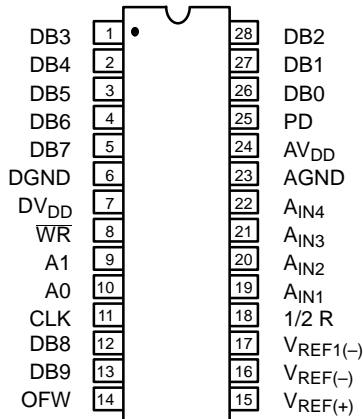 DB3 1 28 DB2
DB4 2 27 DB1
DB5 3 26 DB0
DB6 4 25 PD
DB7 5 24 AVDD
DGND 6 23 AGND
DVDD 7 22 AIN4
WR 8 21 AIN3
A1 9 20 AIN2
A0 10 19 AIN1
CLK 11 18 1/2 R
DB8 12 17 VREF1(–)
DB9 13 16 VREF(–)
OFW 14 15 VREF(+)